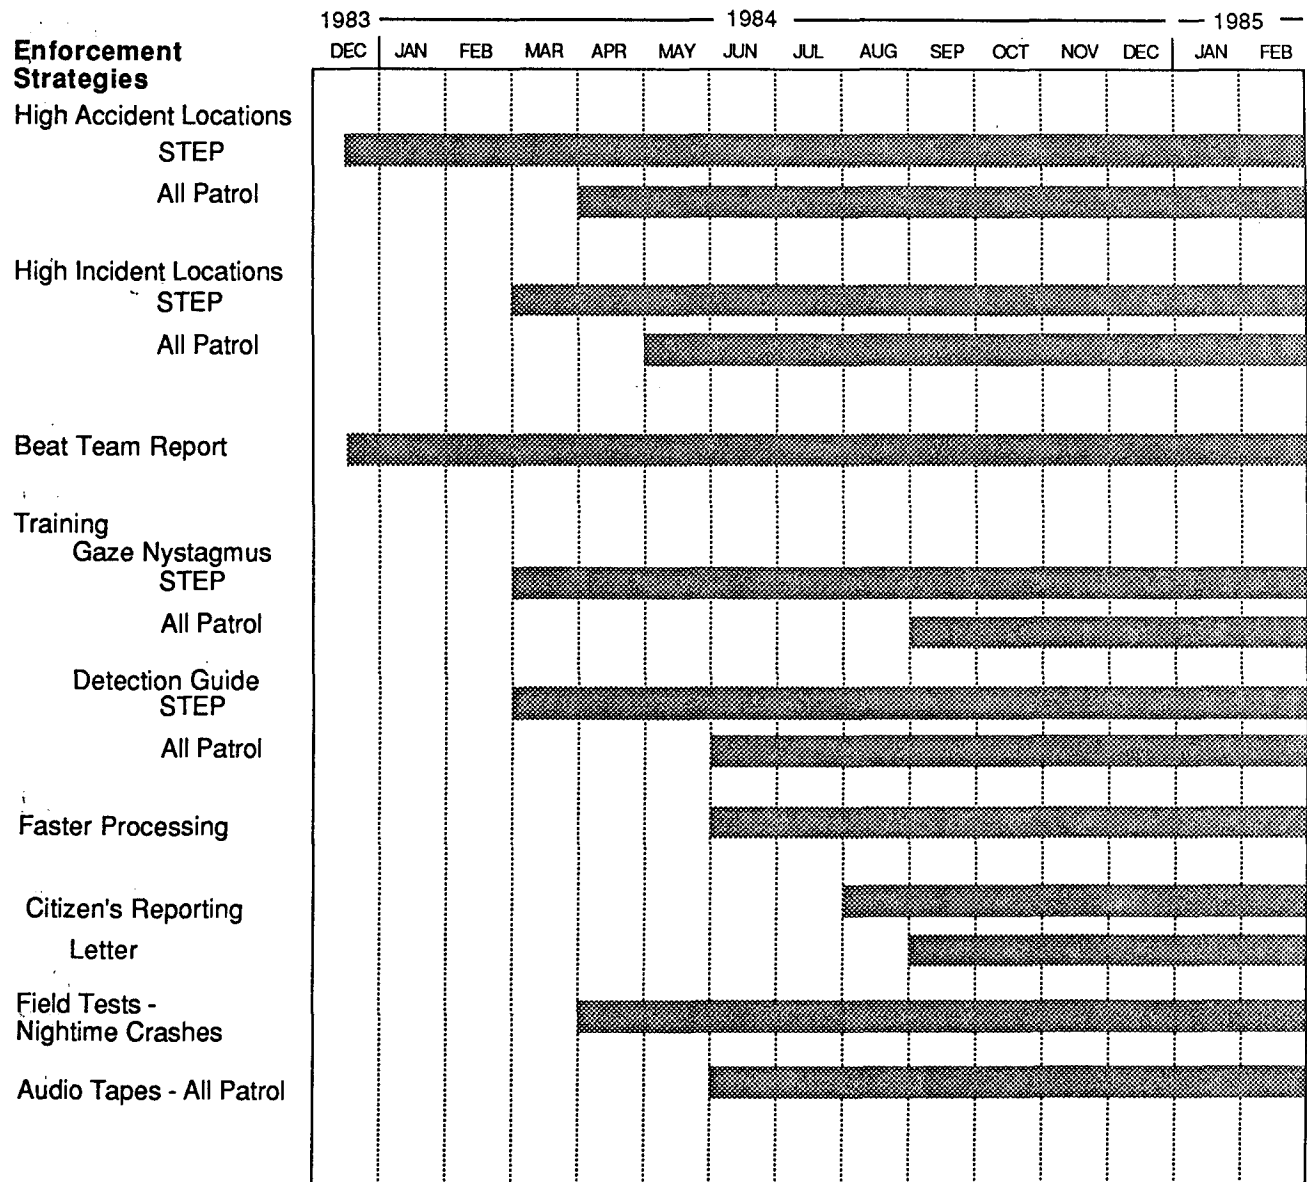 1983 1984 1985
Enforcement DEC JAN FEB MAR APR MAY JUN JUL AUG SEP OCT NOV DEC JAN FEB
Strategies
High Accident Locations
STEP
All Patrol
High Incident Locations
STEP
All Patrol
Beat Team Report
Training
Gaze Nystagmus
STEP
All Patrol
Detection Guide
STEP
All Patrol
Faster Processing
Citizen's Reporting
Letter
Field Tests -
Nightime Crashes
Audio Tapes - All Patrol